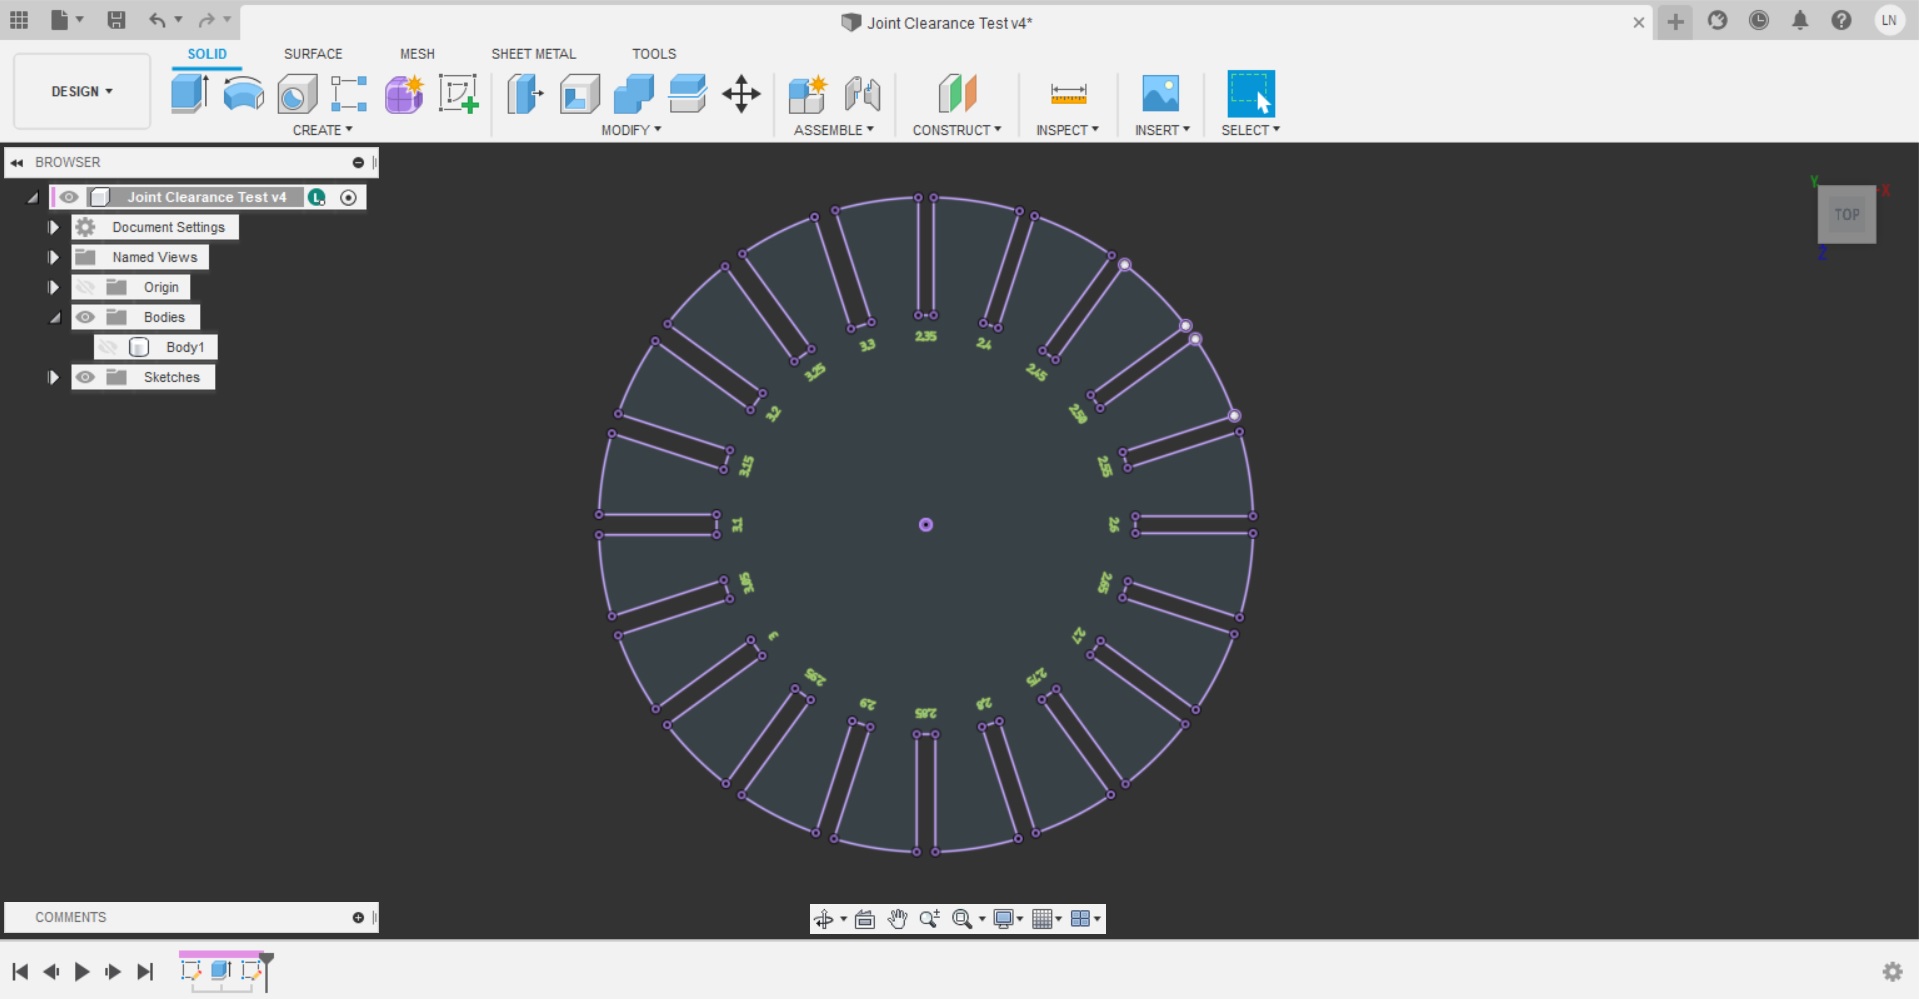 Joint Clearance Test v4*
LN
SOLID
SURFACE
MESH
SHEET METAL
TOOLS
DESIGN
CREATE
MODIFY
ASSEMBLE
CONSTRUCT
INSPECT
INSERT
SELECT
BROWSER
Joint Clearance Test v4
L
Document Settings
Named Views
Origin
Bodies
Body1
Sketches
Y
X
TOP
Z
2.35
2.4
2.45
2.50
2.55
2.6
2.65
2.7
2.75
2.8
2.85
2.9
2.95
3
3.05
3.1
3.15
3.2
3.25
3.3
COMMENTS